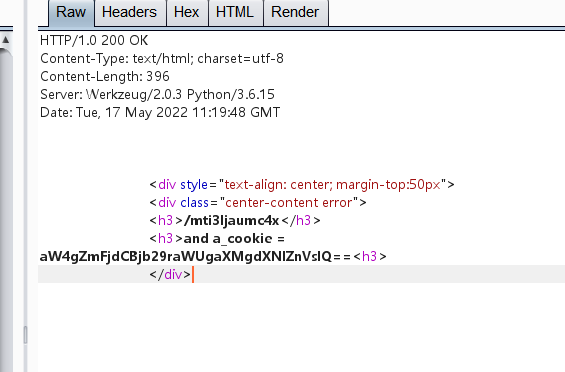 Raw Headers Hex HTML Render
HTTP/1.0 200 OK
Content-Type: text/html; charset=utf-8
Content-Length: 396
Server: Werkzeug/2.0.3 Python/3.6.15
Date: Tue, 17 May 2022 11:19:48 GMT
<div style="text-align: center; margin-top:50px">
<div class="center-content error">
<h3>/mti3ljaumc4x</h3>
<h3>and a_cookie =
aW4gZmFjdCBjb29raWUgaXMgdXNlZnVsIQ==<h3>
</div>